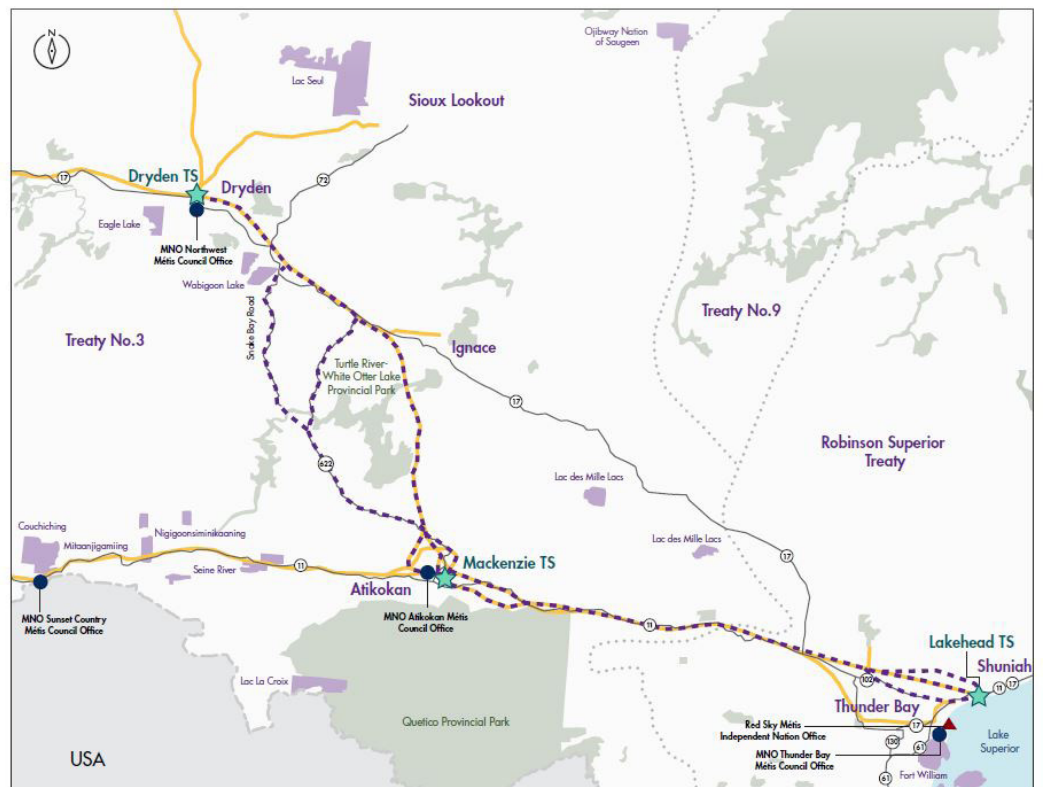 N
Ojibway Nation
of Saugeen
Lac Seul
Sioux Lookout
17
Dryden TS
Dryden
72
Eagle Lake
MNO Northwest
Métis Council Office
Wabigoon Lake
Snake Bay Road
Treaty No.3
Treaty No.9
Ignace
Turtle River-
White Otter Lake
Provincial Park
17
Robinson Superior
Treaty
622
Lac des Mille Lacs
Couchiching
Mitaanjigamiing
Nigigoonsiminikaaning
Lac des Mille Lacs
17
Seine River
11
Mackenzie TS
Atikokan
MNO Sunset Country
Métis Council Office
MNO Atikokan Métis
Council Office
11
Lakehead TS
Shuniah
102
11
17
Lac La Croix
Thunder Bay
Quetico Provincial Park
Red Sky Métis
Independent Nation Office
17
Lake
Superior
130
61
MNO Thunder Bay
Métis Council Office
USA
61
Fort William